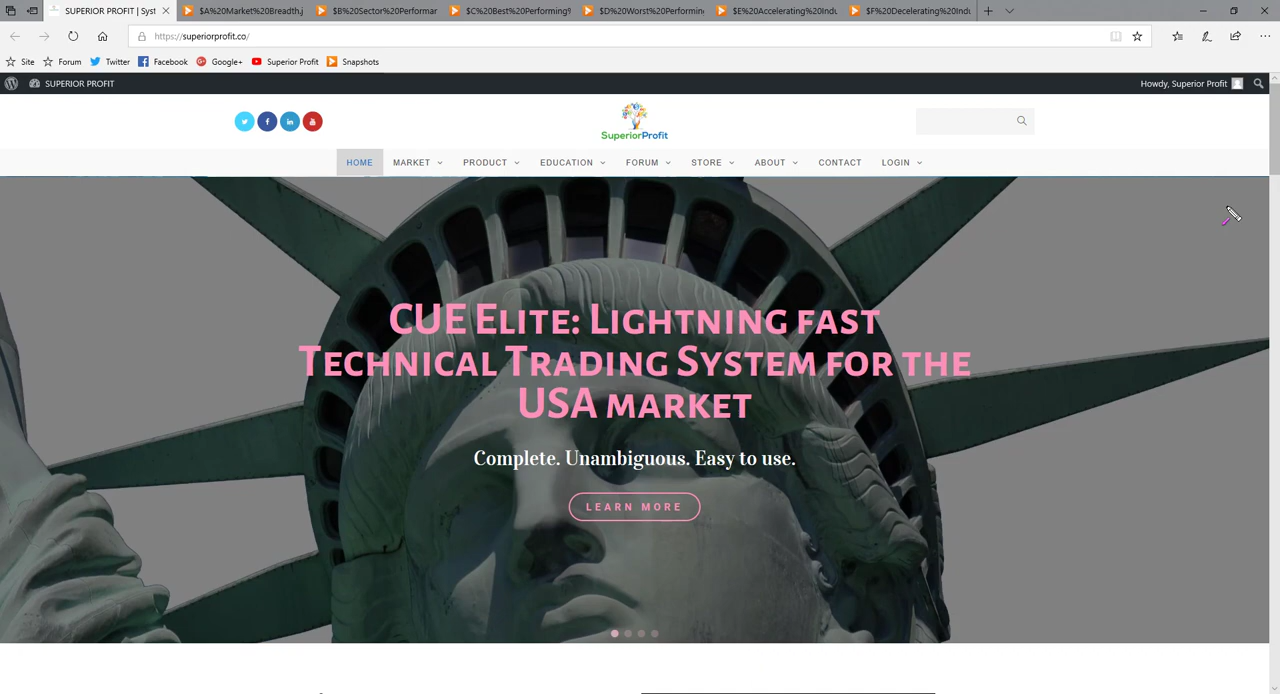 SUPERIOR PROFIT | Syst
$A%20Market%20Breadth.j
$B%20Sector%20Performar
$C%20Best%20Performing%
$D%20Worst%20Performin
$E%20Accelerating%20Indu
$F%20Decelerating%20Indu
https://superiorprofit.co/
Site Forum Twitter Facebook Google+ Superior Profit Snapshots
SUPERIOR PROFIT
Howdy, Superior Profit
SuperiorProfit
HOME MARKET PRODUCT EDUCATION FORUM STORE ABOUT CONTACT LOGIN
CUE Elite: Lightning fast
Technical Trading System for the
USA market
Complete. Unambiguous. Easy to use.
LEARN MORE